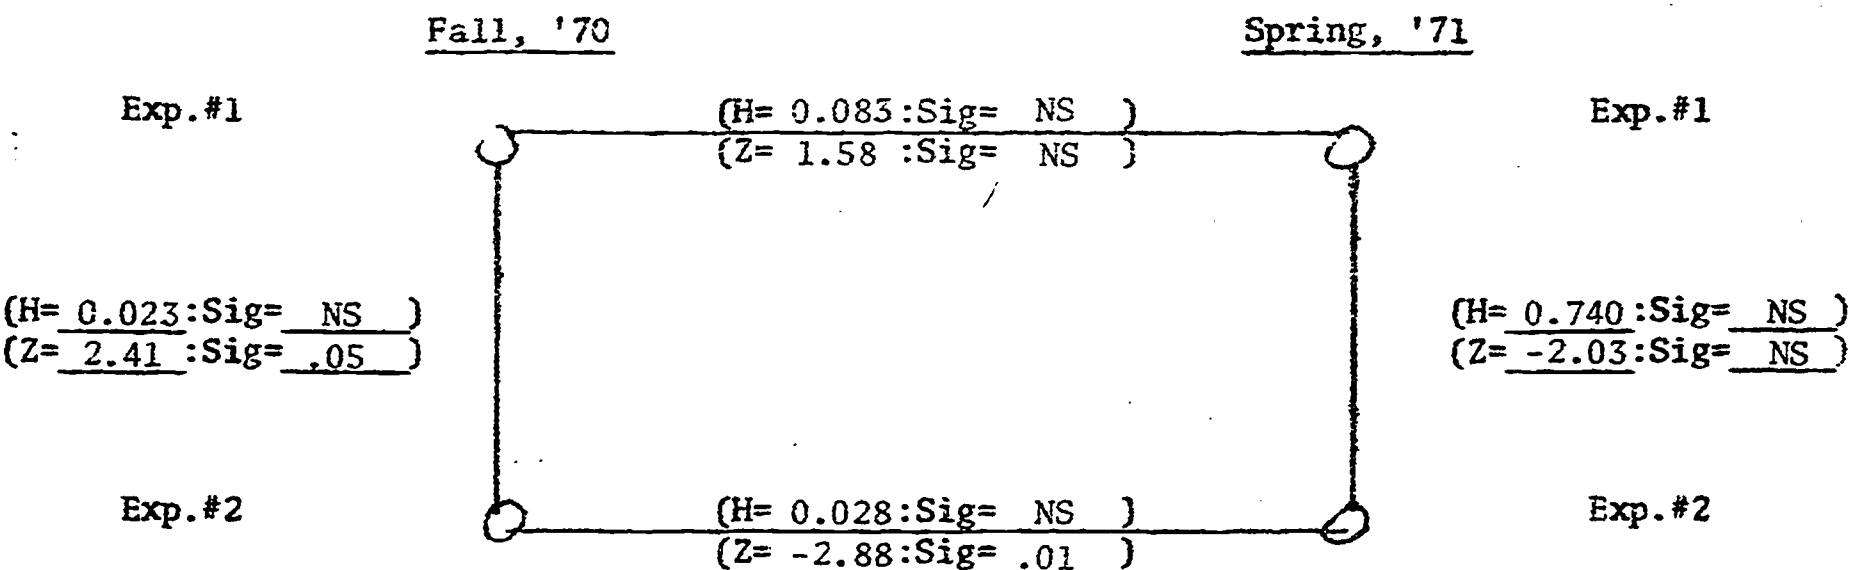 Fall, '70 Spring, '71
Exp.#1 (H= 0.083:Sig= NS ) Exp.#1
(Z= 1.58 :Sig= NS )
(H= 0.023:Sig= NS ) (H= 0.740:Sig= NS )
(Z= 2.41 :Sig= .05 ) (Z= -2.03:Sig= NS )
Exp.#2 (H= 0.028:Sig= NS ) Exp.#2
(Z= -2.88:Sig= .01 )